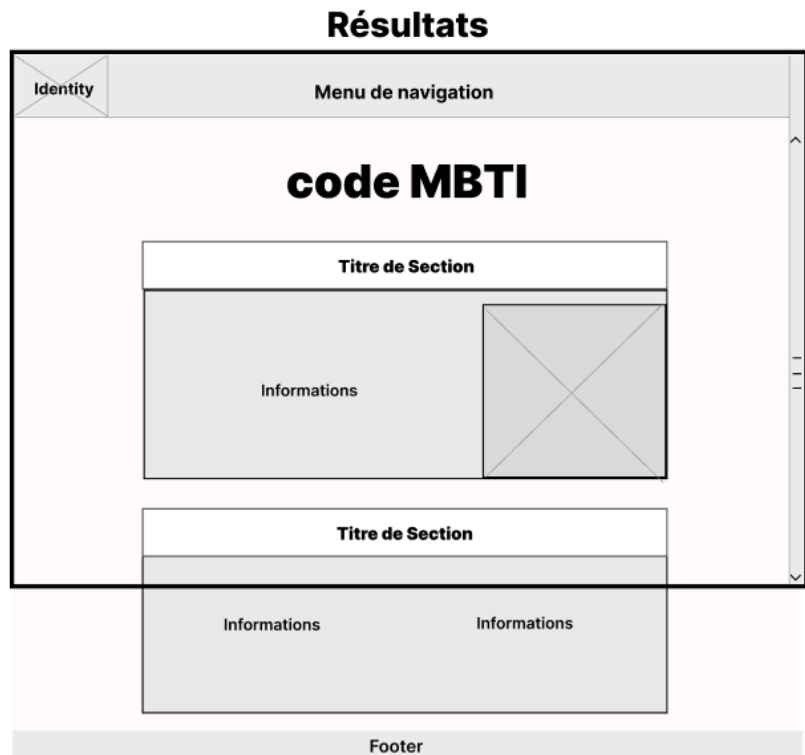 Résultats
Identity
Menu de navigation
code MBTI
Titre de Section
Informations
Titre de Section
Informations
Informations
Footer